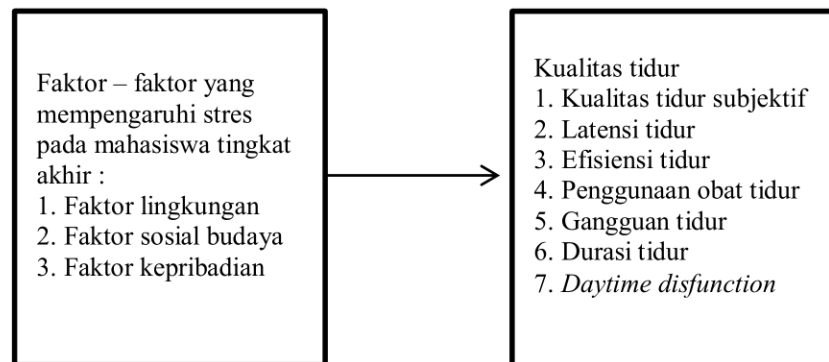 Faktor – faktor yang
mempengaruhi stres
pada mahasiswa tingkat
akhir :
1. Faktor lingkungan
2. Faktor sosial budaya
3. Faktor kepribadian
Kualitas tidur
1. Kualitas tidur subjektif
2. Latensi tidur
3. Efisiensi tidur
4. Penggunaan obat tidur
5. Gangguan tidur
6. Durasi tidur
7. Daytime disfunction